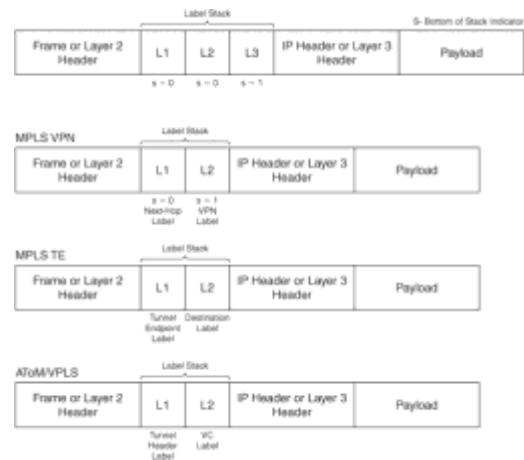 Label Stack
S- Bottom of Stack Indicator
Frame or Layer 2 Header
L1
L2
L3
IP Header or Layer 3 Header
Payload
s – 0
s – 0
s – 1
MPLS VPN
Label Stack
Frame or Layer 2 Header
L1
L2
IP Header or Layer 3 Header
Payload
s – 0
Next-Hop
Label
s – 1
VPN
Label
MPLS TE
Label Stack
Frame or Layer 2 Header
L1
L2
IP Header or Layer 3 Header
Payload
Tunnel
Endpoint
Label
Destination
Label
AToM/VPLS
Label Stack
Frame or Layer 2 Header
L1
L2
IP Header or Layer 3 Header
Payload
Tunnel
Header
Label
VC
Label